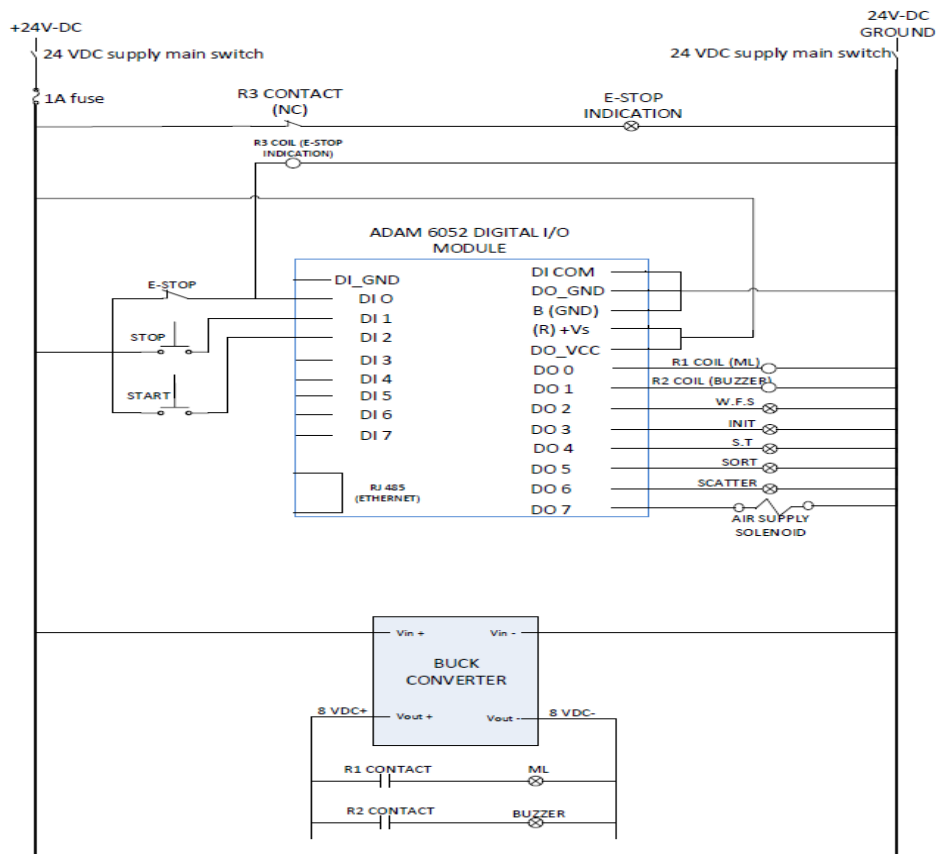 +24V-DC
24V-DC
GROUND
24 VDC supply main switch
24 VDC supply main switch
1A fuse
R3 CONTACT
(NC)
E-STOP
INDICATION
R3 COIL (E-STOP
INDICATION)
ADAM 6052 DIGITAL I/O
MODULE
DI_GND
DI COM
E-STOP
DI 0
DO_GND
DI 1
B (GND)
STOP
DI 2
(R) +Vs
DO_VCC
DI 3
DO 0
R1 COIL (ML)
DI 4
DO 1
R2 COIL (BUZZER)
START
DI 5
DO 2
W.F.S
DI 6
DO 3
INIT
DI 7
DO 4
S.T
DO 5
SORT
RJ 485
(ETHERNET)
DO 6
SCATTER
DO 7
AIR SUPPLY
SOLENOID
Vin +
Vin -
BUCK
CONVERTER
8 VDC+
Vout +
Vout -
8 VDC-
R1 CONTACT
ML
R2 CONTACT
BUZZER